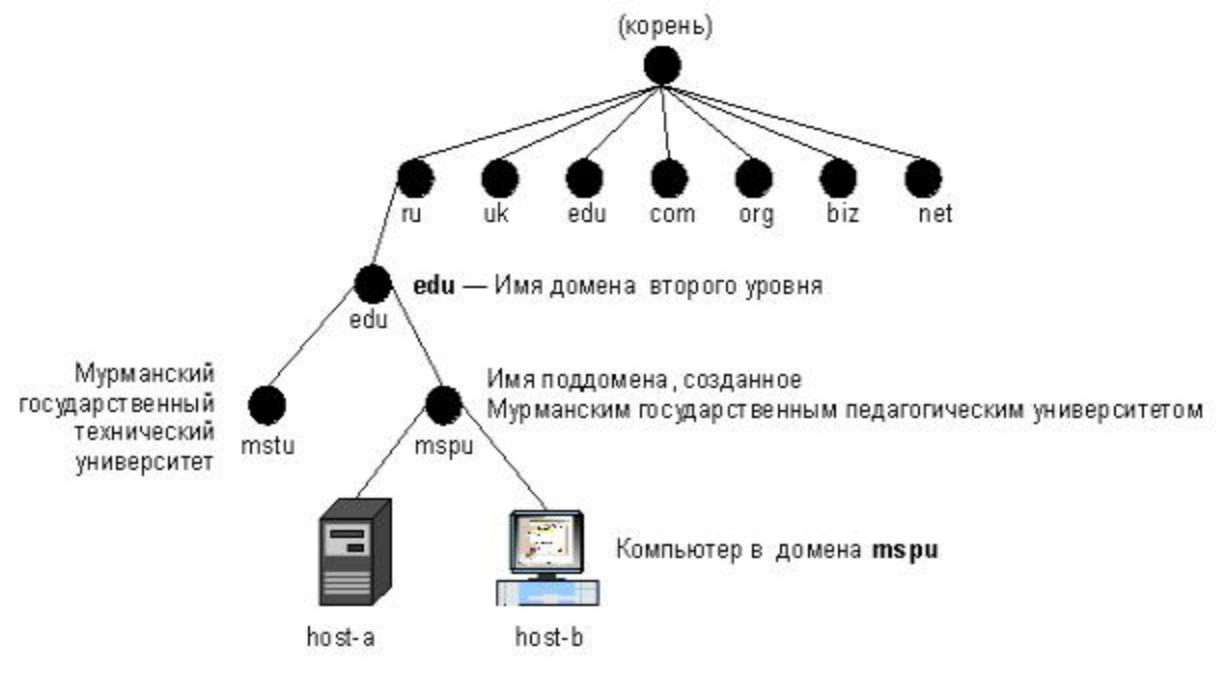 (корень)
ru uk edu com org biz net
edu — Имя домена второго уровня
edu
Мурманский
государственный
технический
университет
mstu
Имя поддомена, созданное
Мурманским государственным педагогическим университетом
mspu
Компьютер в домена mspu
host-a host-b